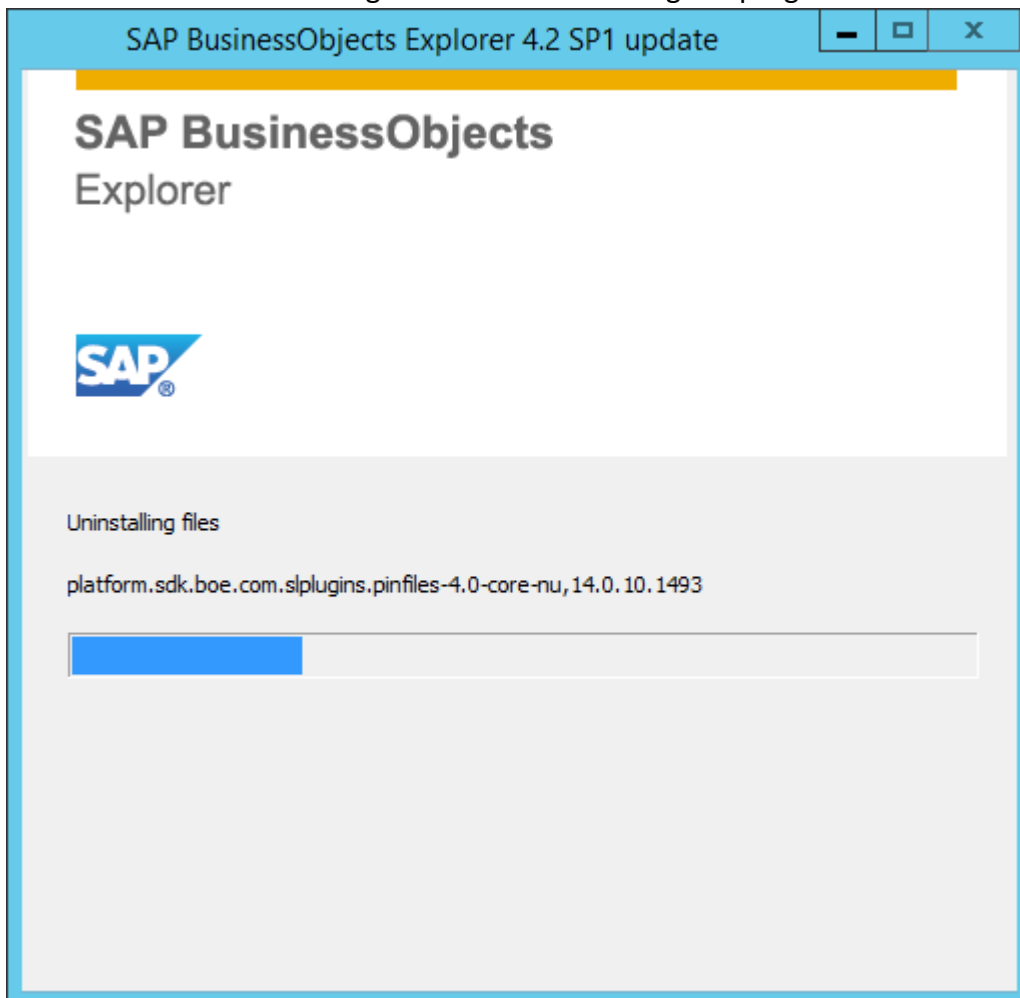 SAP BusinessObjects Explorer 4.2 SP1 update
SAP BusinessObjects
Explorer
SAP®
Uninstalling files
platform.sdk.boe.com.slplugins.pinfiles-4.0-core-nu,14.0.10.1493